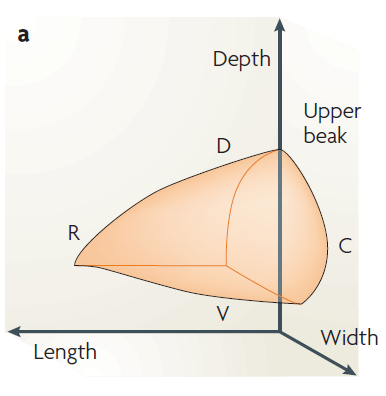 a
Depth
Upper
beak
D
R
C
V
Length
Width